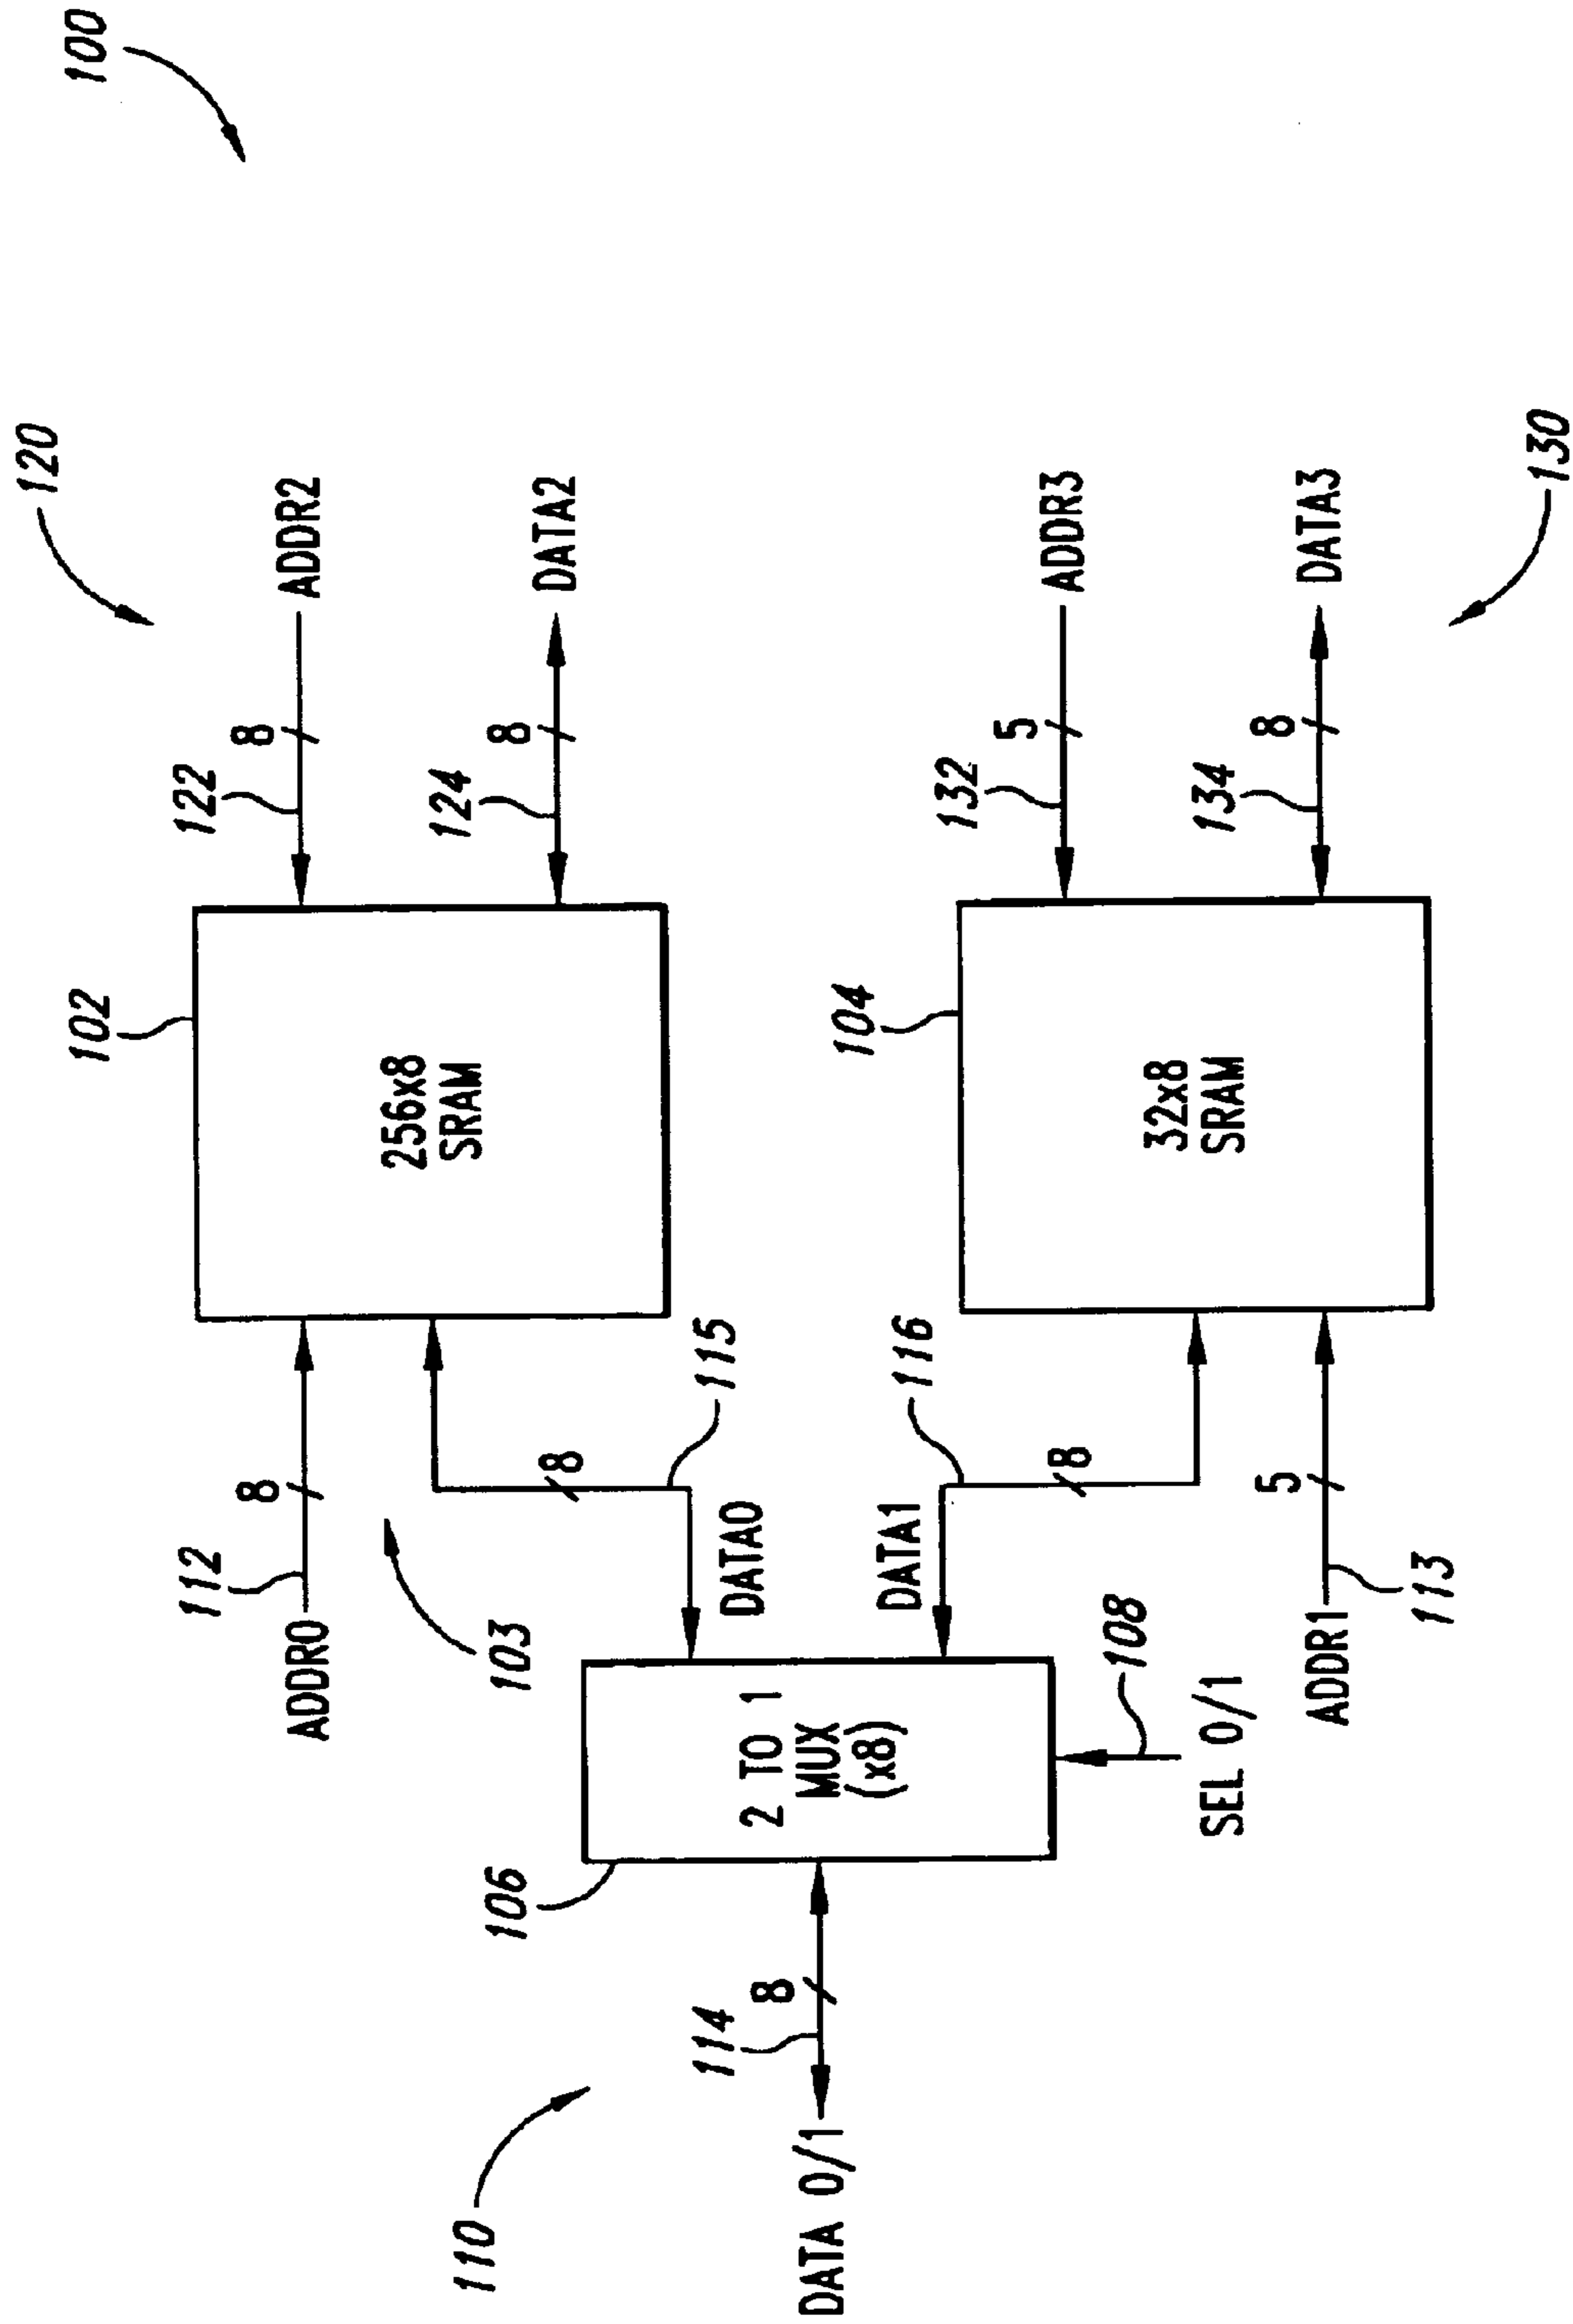 100
120
ADDR2
8
122
DATA2
8
124
102
256x8
SRAM
ADDR0
8
112
103
8
115
DATA0
130
ADDR3
5
132
DATA3
8
134
104
32x8
SRAM
116
8
DATA1
5
113
ADDR1
108
SEL 0/1
106
2 TO 1
MUX
(x8)
114
8
DATA 0/1
110